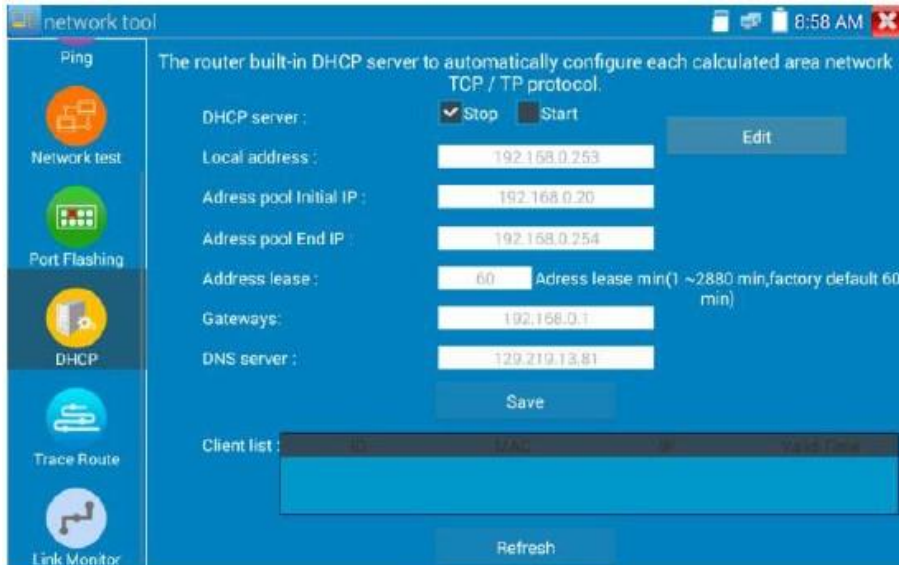 network tool
8:58 AM
Ping
Network test
Port Flashing
DHCP
Trace Route
Link Monitor
The router built-in DHCP server to automatically configure each calculated area network
TCP / TP protocol.
DHCP server :
Stop
Start
Edit
Local address :
192.168.0.253
Adress pool Initial IP :
192.168.0.20
Adress pool End IP :
192.168.0.254
Address lease :
60
Adress lease min(1 ~2880 min,factory default 60
min)
Gateways:
192.168.0.1
DNS server :
129.219.13.81
Save
Client list :
ID
MAC
IP
Valid Time
Refresh